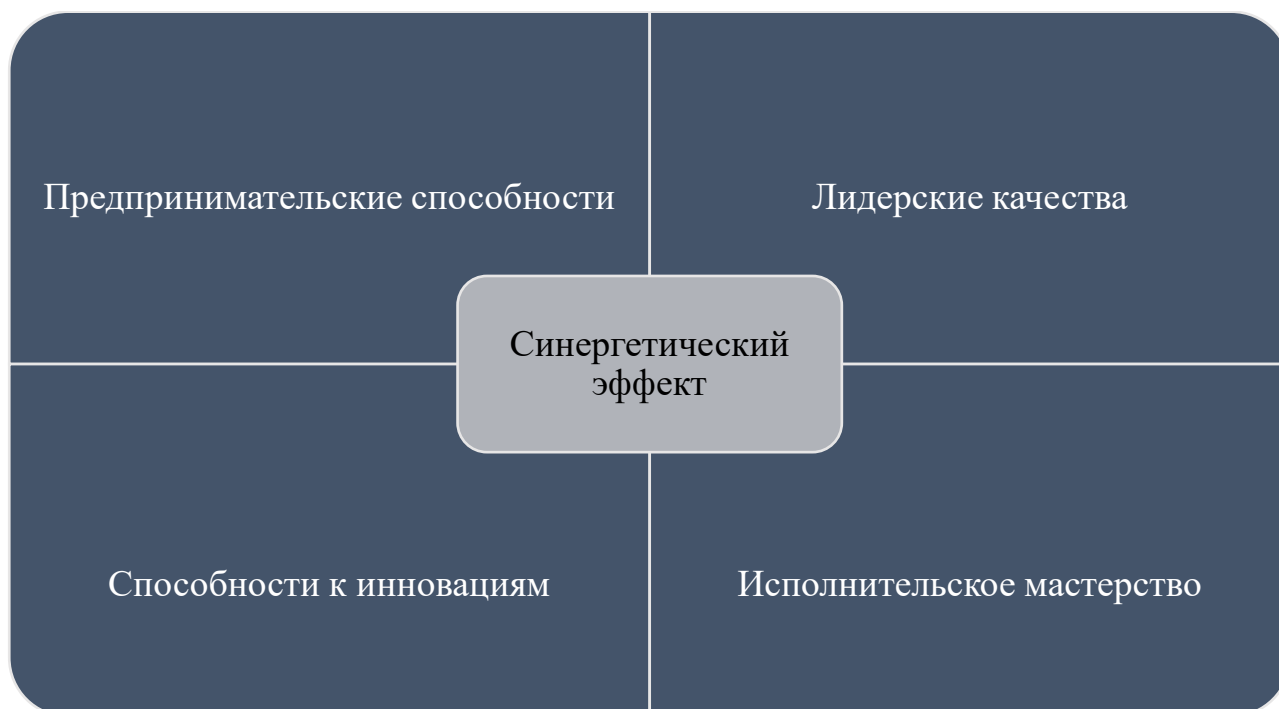 Предпринимательские способности
Лидерские качества
Синергетический
эффект
Способности к инновациям
Исполнительское мастерство